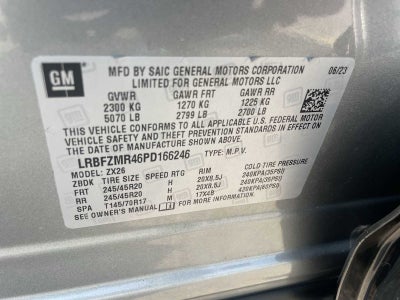 GM
MFD BY SAIC GENERAL MOTORS CORPORATION 06/23
LIMITED FOR GENERAL MOTORS LLC
GVWR GAWR FRT GAWR RR
2300 KG 1270 KG 1225 KG
5070 LB 2799 LB 2700 LB
THIS VEHICLE CONFORMS TO ALL APPLICABLE U.S. FEDERAL MOTOR
VEHICLE SAFETY AND THEFT PREVENTION STANDARDS IN EFFECT ON
THE DATE OF MANUFACTURE SHOWN ABOVE.
LRBFZMR46PD166246 TYPE: M.P.V.
MODEL: ZX26
ZBDK TIRE SIZE SPEED RTG RIM COLD TIRE PRESSURE
FRT 245/45R20 H 20X8.5J 240KPA(35PSI)
RR 245/45R20 H 20X8.5J 240KPA(35PSI)
SPA T145/70R17 M 17X4B 420KPA(60PSI)
SEE OWNER'S MANUAL